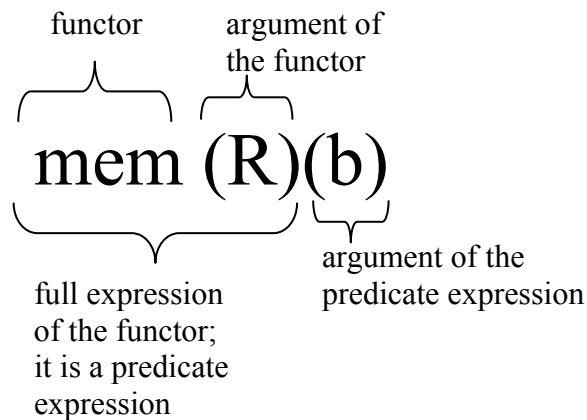 functor
argument of
the functor
mem (R)(b)
argument of the
predicate expression
full expression
of the functor;
it is a predicate
expression